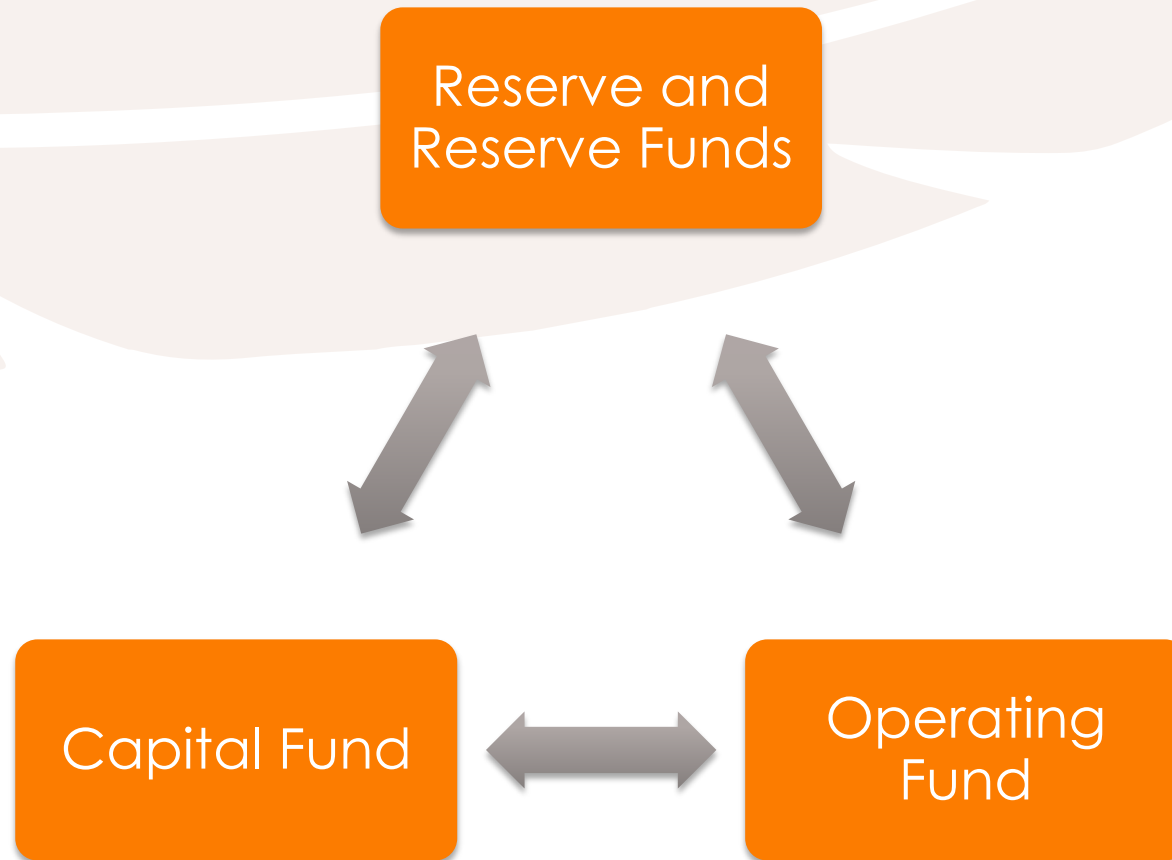 Reserve and
Reserve Funds
Capital Fund
Operating
Fund